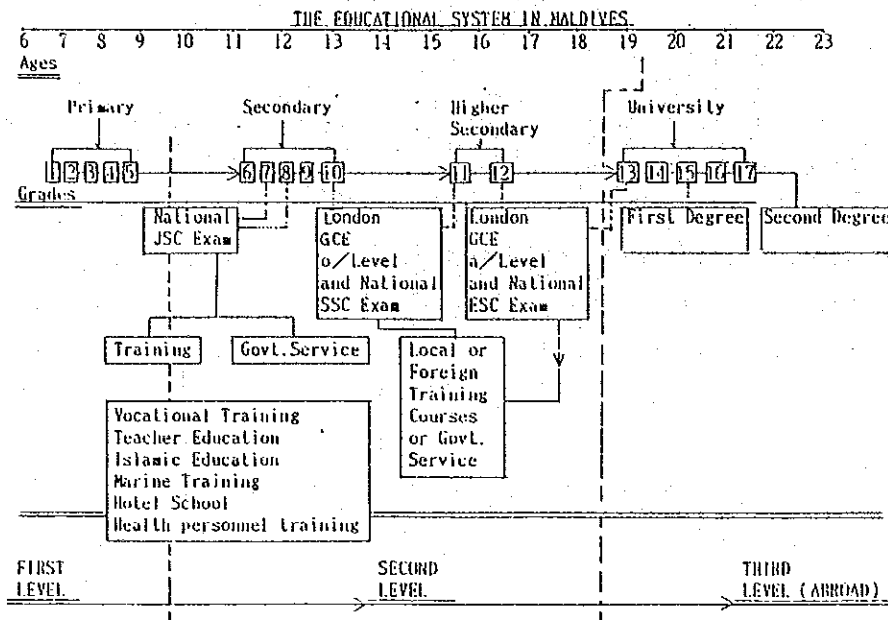 THE EDUCATIONAL SYSTEM IN MALDIVES
6 7 8 9 10 11 12 13 14 15 16 17 18 19 20 21 22 23
Ages
Primary Secondary Higher Secondary University
1 2 3 4 5 6 7 8 9 10 11 12 13 14 15 16 17
Grades
National
JSC Exam
London
GCE
o/Level
and National
SSC Exam
London
GCE
a/Level
and National
ESC Exam
First Degree
Second Degree
Training
Govt.Service
Local or
Foreign
Training
Courses
or Govt.
Service
Vocational Training
Teacher Education
Islamic Education
Marine Training
Hotel School
Health personnel training
FIRST
LEVEL
SECOND
LEVEL
THIRD
LEVEL (ABROAD)